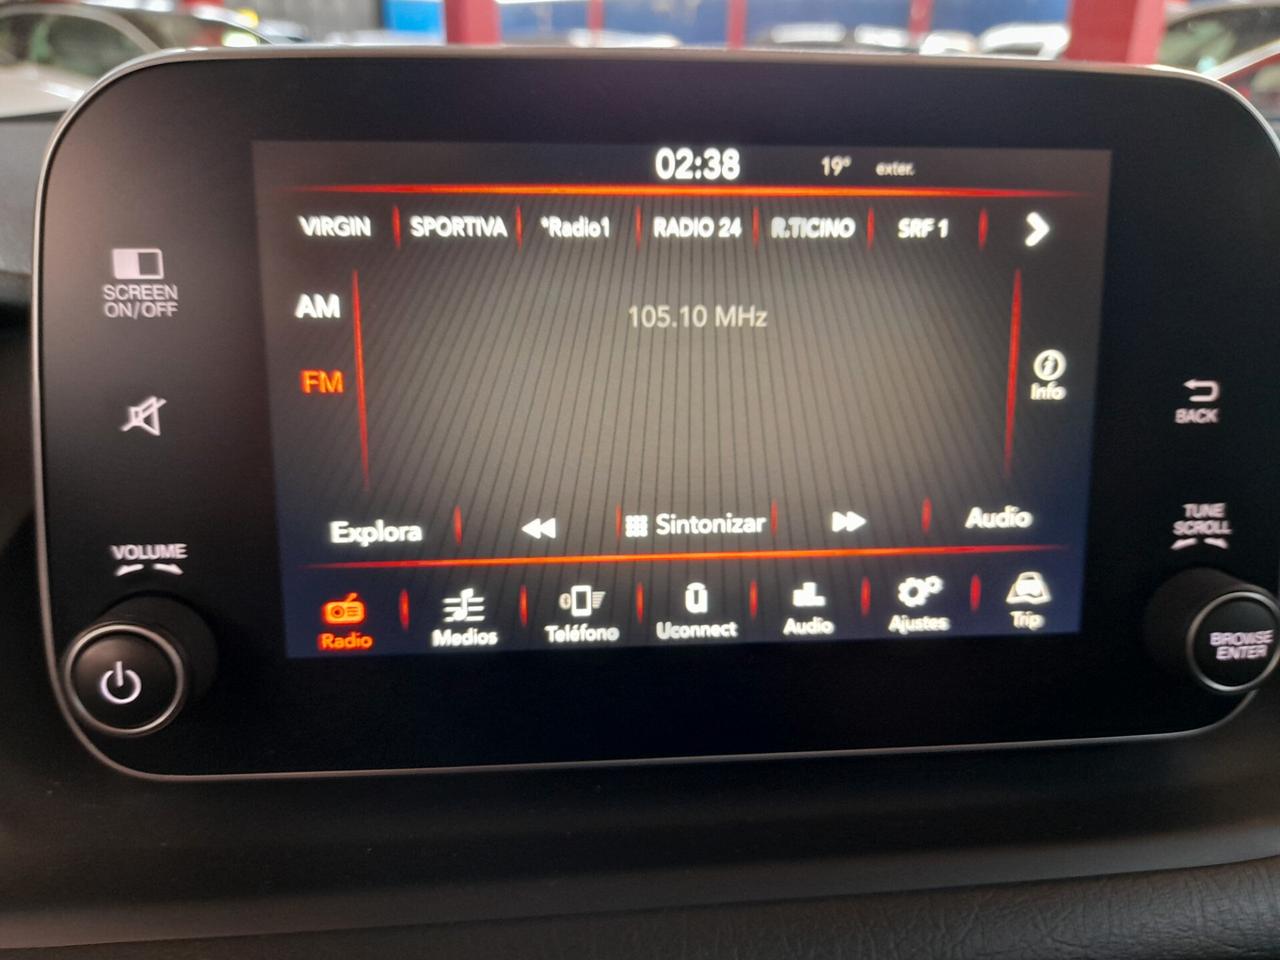 02:38 19° exter.
VIRGIN SPORTIVA *Radio1 RADIO 24 R.TICINO SRF 1
SCREEN
ON/OFF
AM
105.10 MHz
FM
Info
BACK
Explora Sintonizar Audio
TUNE
SCROLL
VOLUME
Radio Medios Teléfono Uconnect Audio Ajustes Trip
BROWSE
ENTER